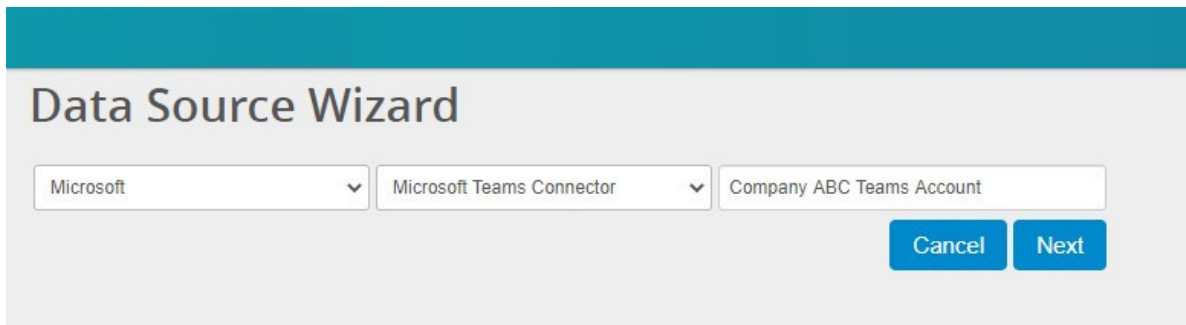 Data Source Wizard
Microsoft Microsoft Teams Connector Company ABC Teams Account
Cancel Next